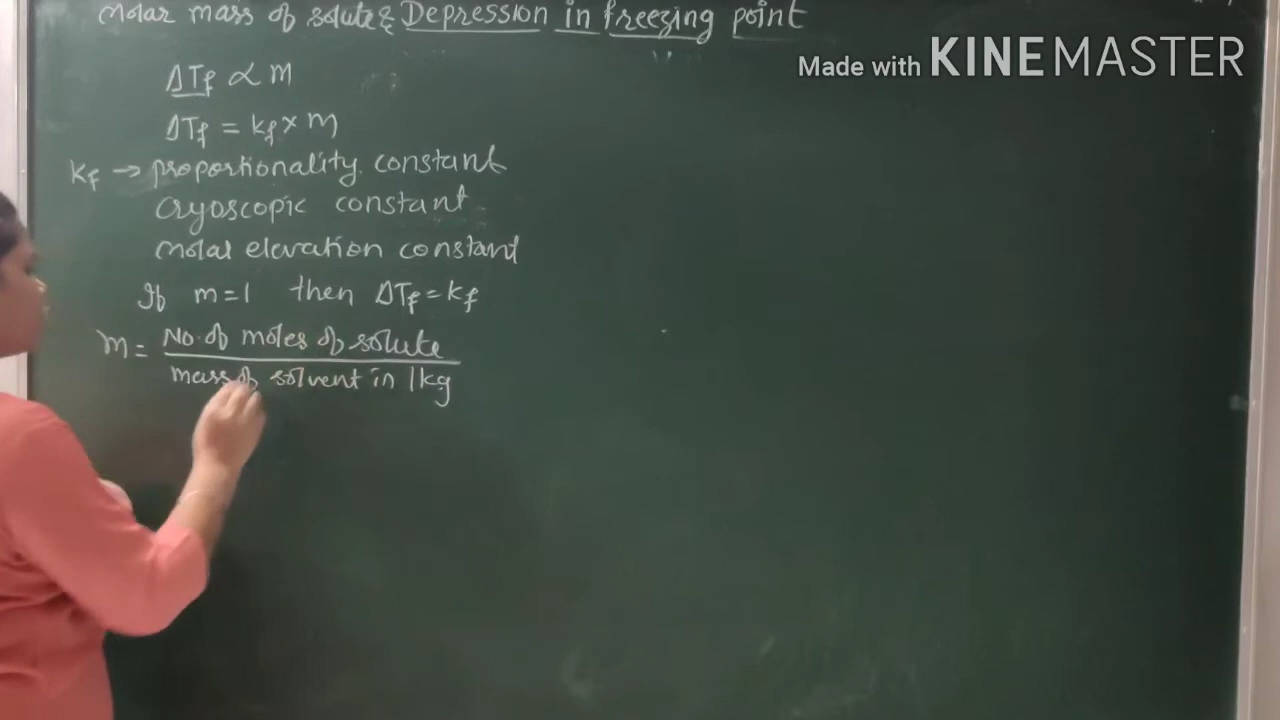 Molar mass of solute & Depression in freezing point
Made with KINEMASTER
ΔTf ∝ m
ΔTf = kf × m
Kf → proportionality constant
cryoscopic constant
molal elevation constant
If m=1 then ΔTf = kf
m = No. of moles of solute
mass of solvent in 1kg